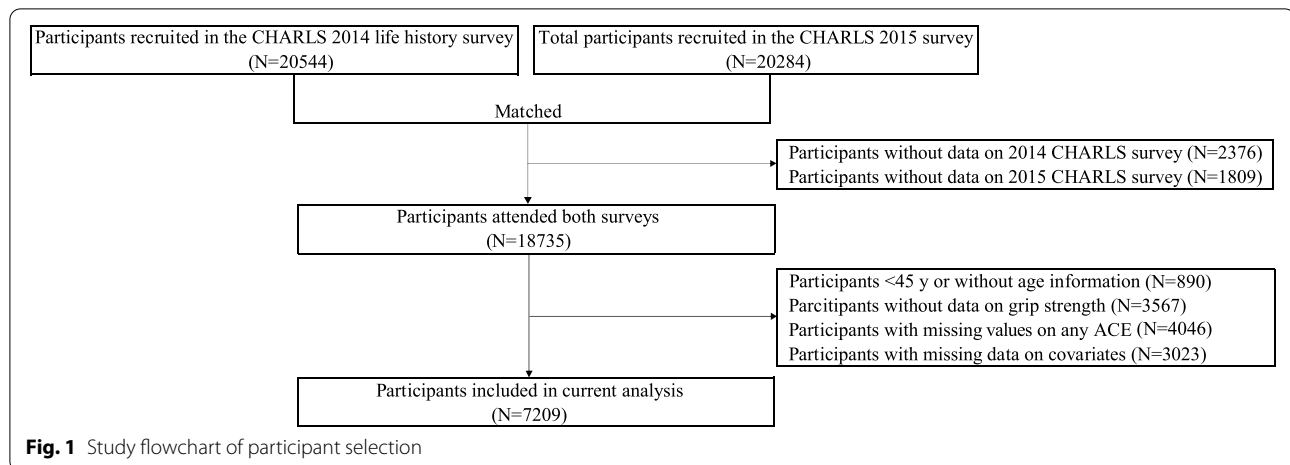 Participants recruited in the CHARLS 2014 life history survey
(N=20544)
Total participants recruited in the CHARLS 2015 survey
(N=20284)
Matched
Participants without data on 2014 CHARLS survey (N=2376)
Participants without data on 2015 CHARLS survey (N=1809)
Participants attended both surveys
(N=18735)
Participants <45 y or without age information (N=890)
Parcitipants without data on grip strength (N=3567)
Participants with missing values on any ACE (N=4046)
Participants with missing data on covariates (N=3023)
Participants included in current analysis
(N=7209)
Fig. 1 Study flowchart of participant selection